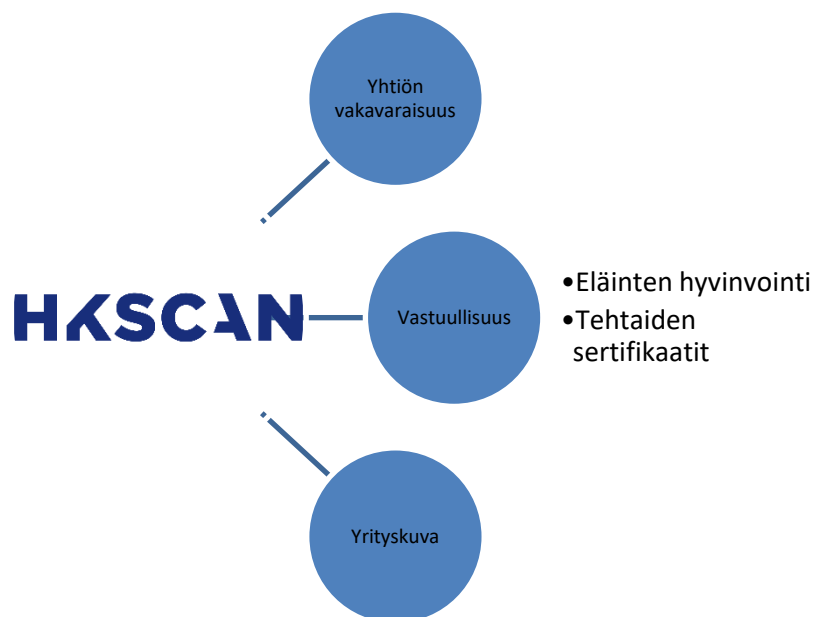 Yhtiön
vakavaraisuus
HKSCAN
Vastuullisuus
•Eläinten hyvinvointi
•Tehtaiden
sertifikaatit
Yrityskuva